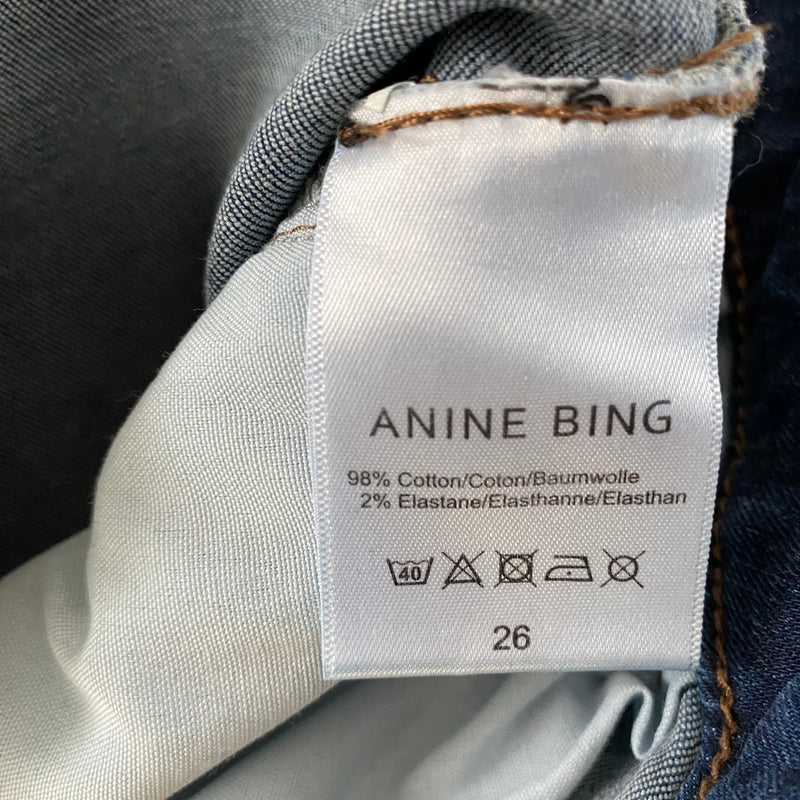 ANINE BING
98% Cotton/Coton/Baumwolle
2% Elastane/Elasthanne/Elasthan
40
26